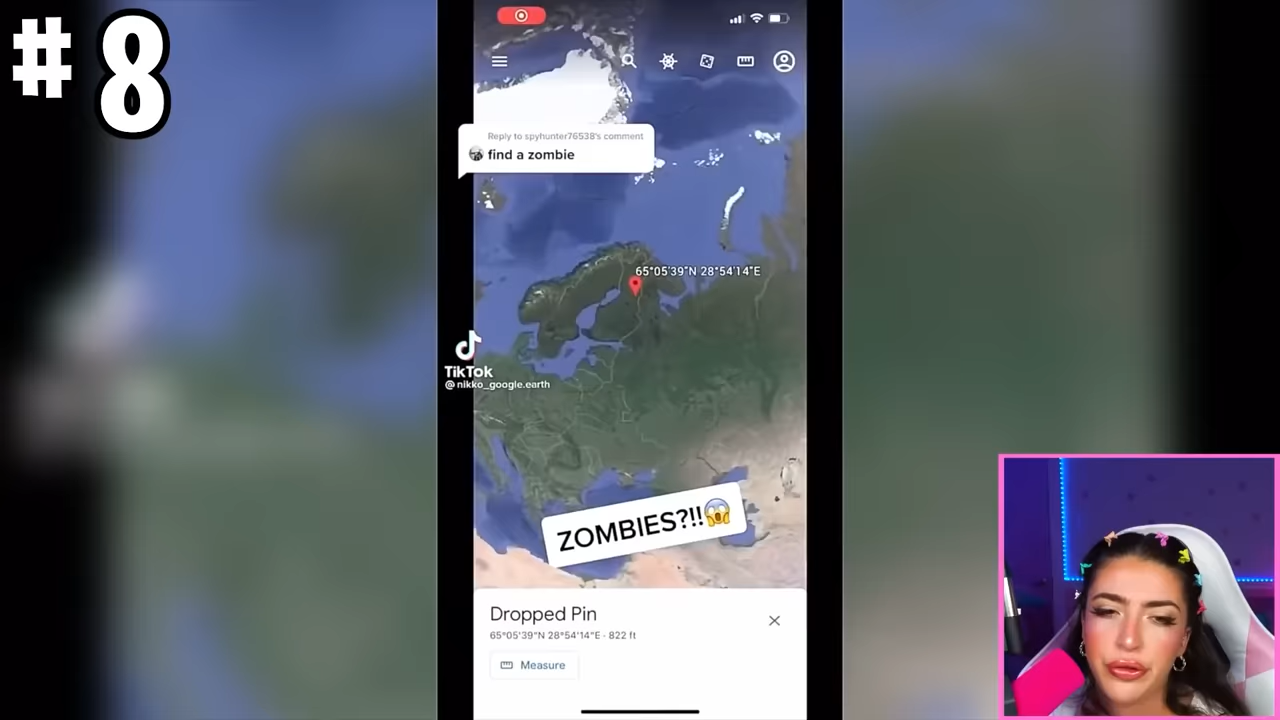 # 8
Reply to spyhunter76538's comment
find a zombie
65°05'39"N 28°54'14"E
TikTok
@nikko_google.earth
ZOMBIES?!!😱
Dropped Pin
65°05'39"N 28°54'14"E · 822 ft
Measure